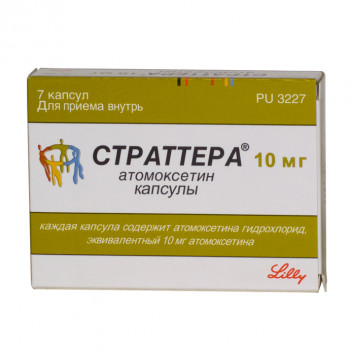 7 капсул
Для приема внутрь
PU 3227
СТРАТТЕРА® 10 мг
атомоксетин
капсулы
каждая капсула содержит атомоксетина гидрохлорид,
эквивалентный 10 мг атомоксетина
Lilly